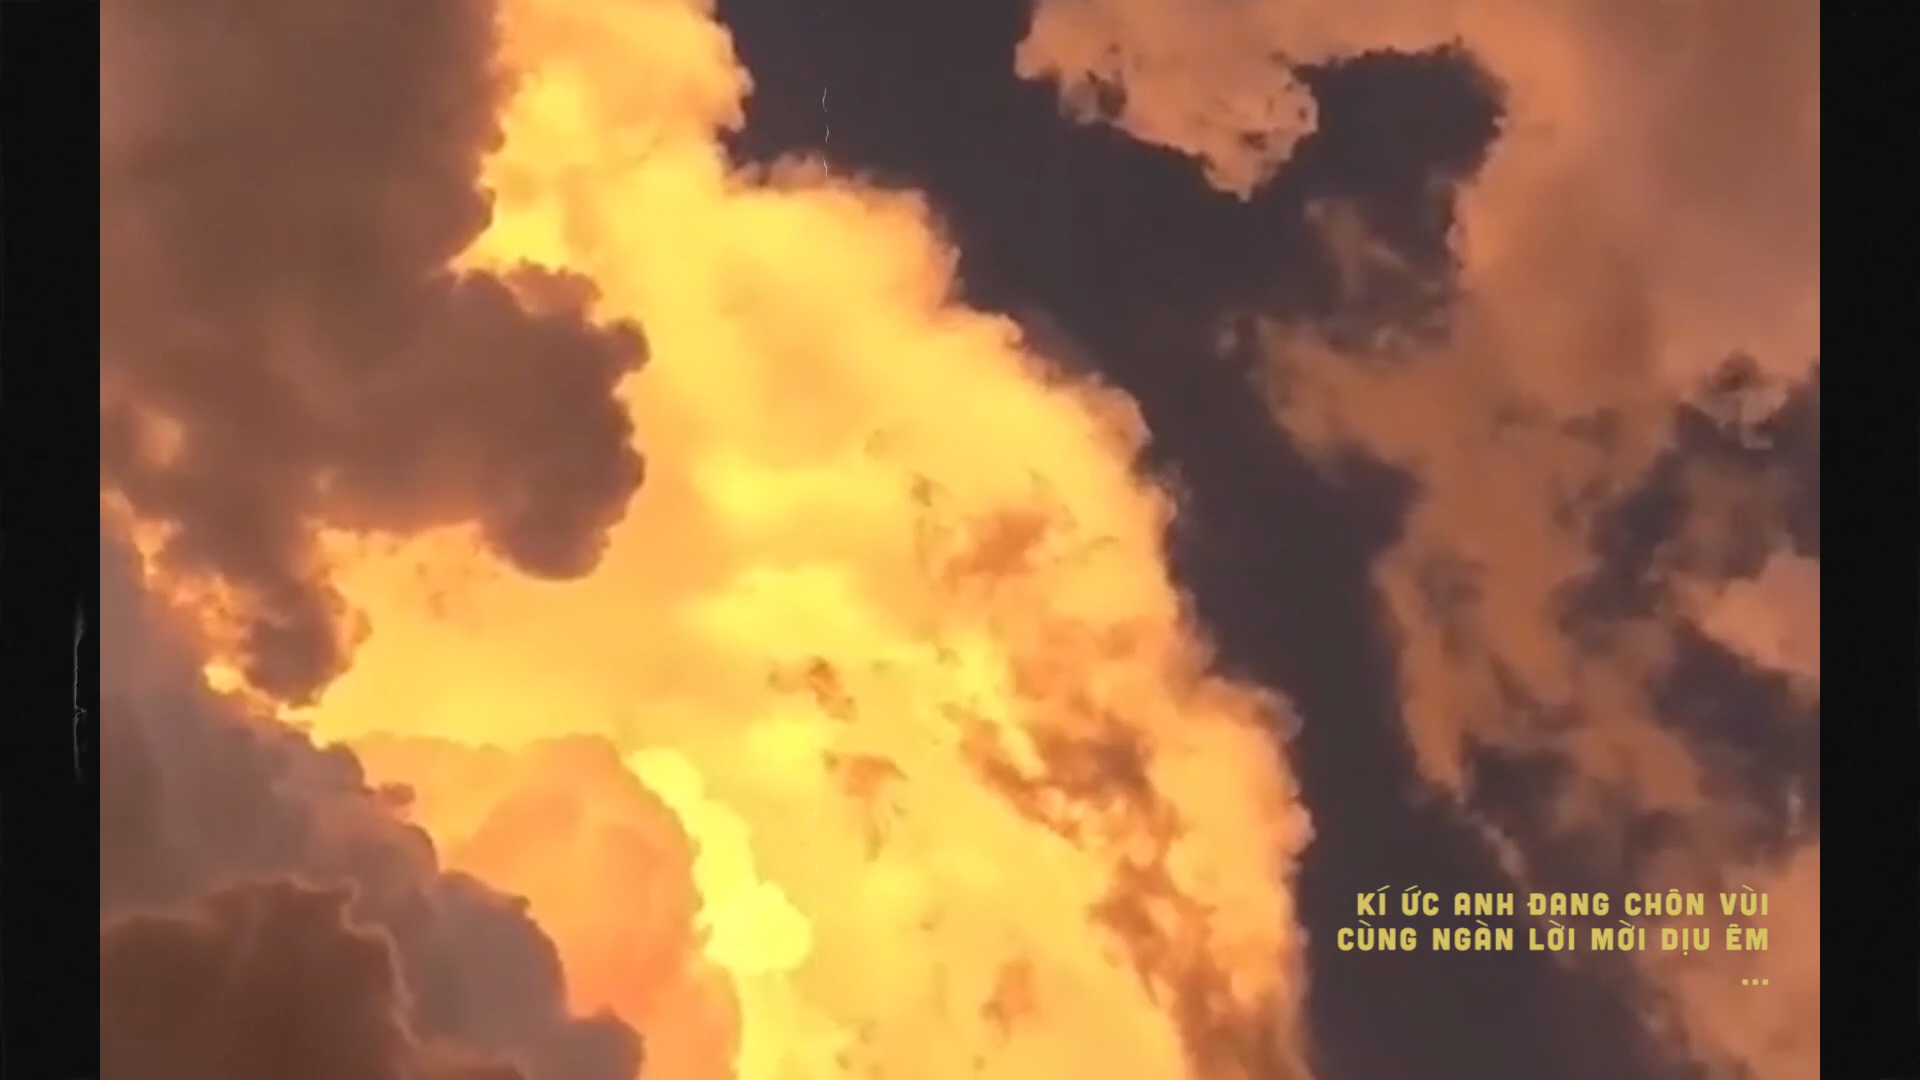 KÍ ỨC ANH ĐANG CHÔN VÙI
CÙNG NGÀN LỜI MỜI DỊU ÊM
...